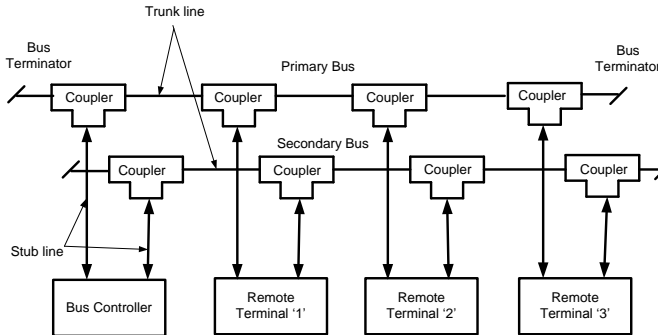 Trunk line
Bus
Terminator
Primary Bus
Bus
Terminator
Coupler
Coupler
Coupler
Coupler
Secondary Bus
Coupler
Coupler
Coupler
Coupler
Stub line
Bus Controller
Remote
Terminal ‘1’
Remote
Terminal ‘2’
Remote
Terminal ‘3’